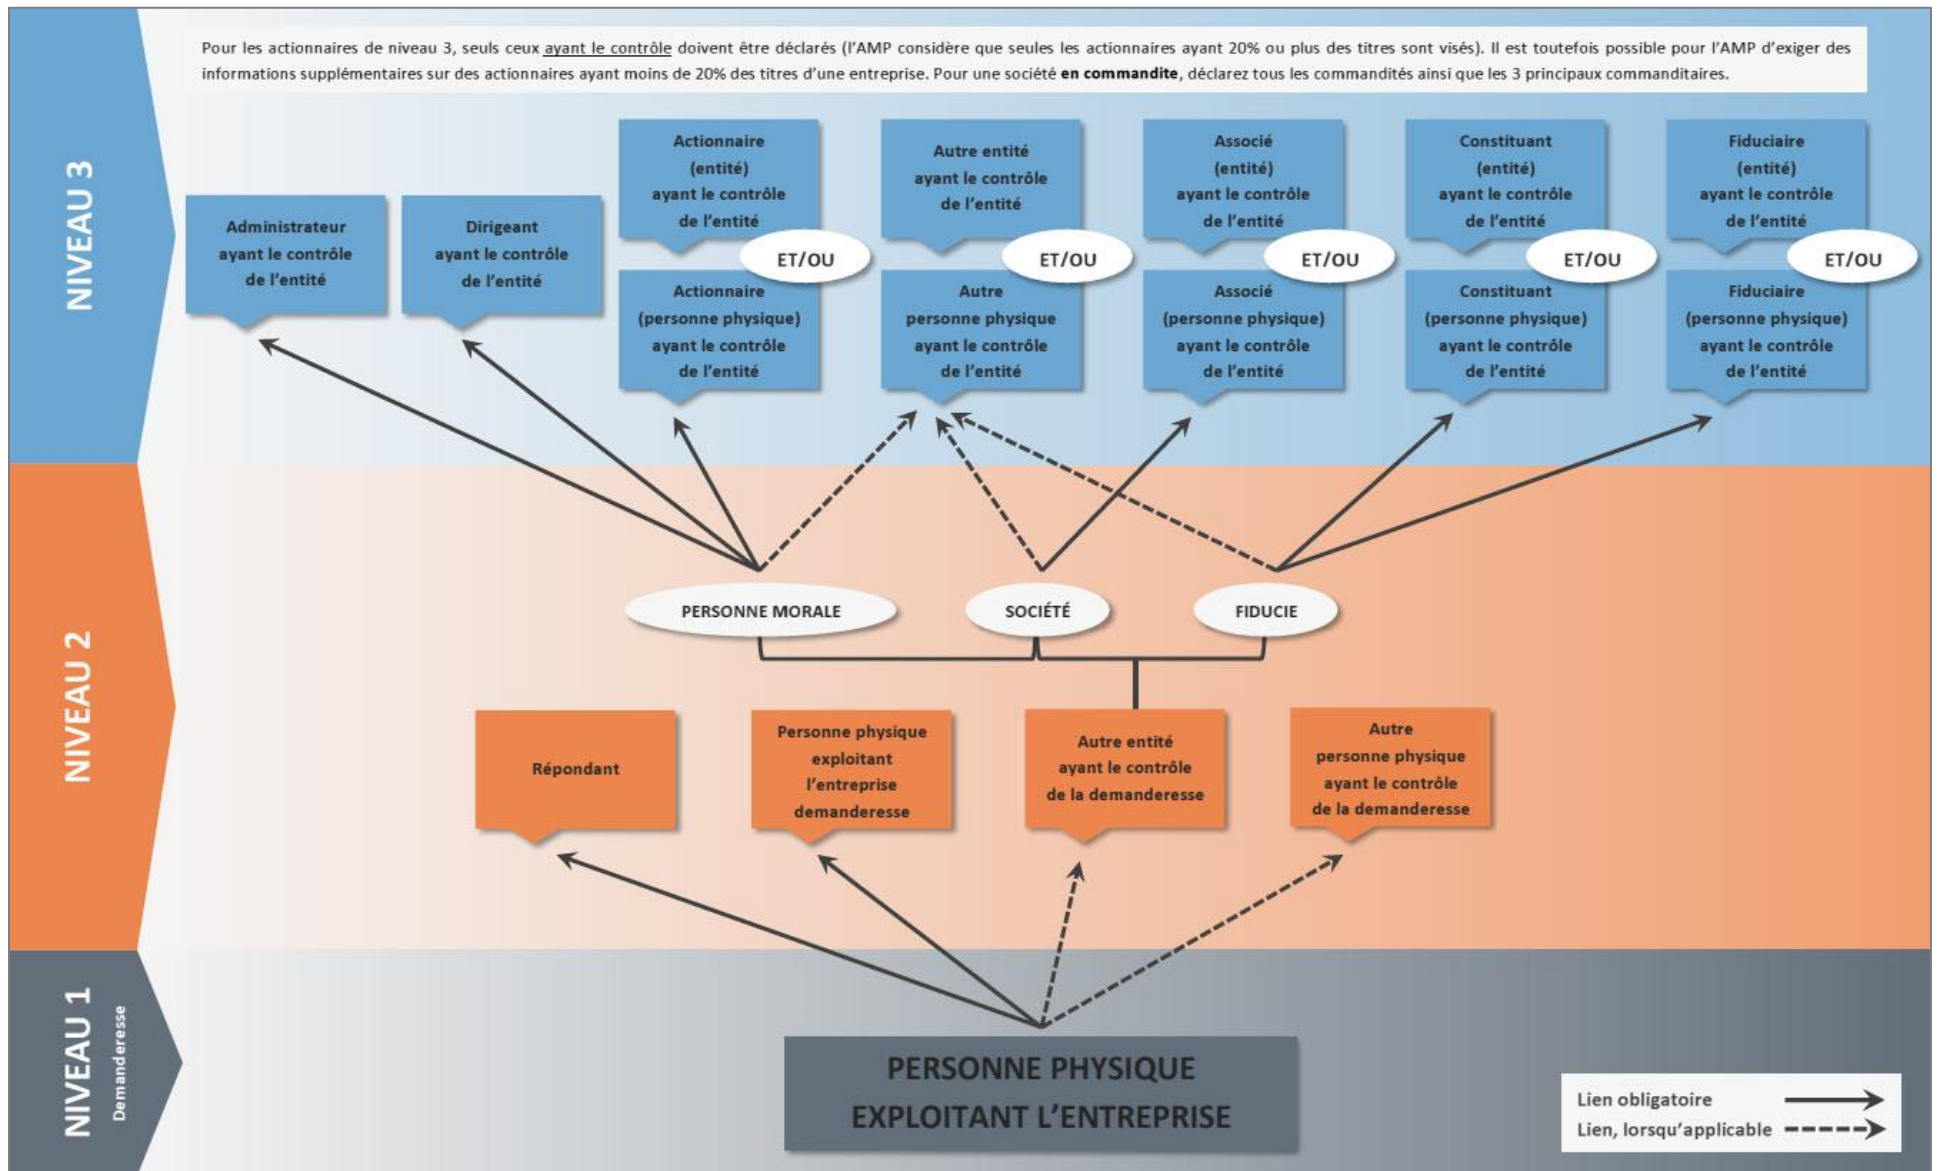 Pour les actionnaires de niveau 3, seuls ceux ayant le contrôle doivent être déclarés (l’AMP considère que seules les actionnaires ayant 20% ou plus des titres sont visés). Il est toutefois possible pour l’AMP d’exiger des
informations supplémentaires sur des actionnaires ayant moins de 20% des titres d’une entreprise. Pour une société en commandite, déclarez tous les commandités ainsi que les 3 principaux commanditaires.
NIVEAU 3
Administrateur
ayant le contrôle
de l’entité
Dirigeant
ayant le contrôle
de l’entité
Actionnaire
(entité)
ayant le contrôle
de l’entité
ET/OU
Actionnaire
(personne physique)
ayant le contrôle
de l’entité
Autre entité
ayant le contrôle
de l’entité
ET/OU
Autre
personne physique
ayant le contrôle
de l’entité
Associé
(entité)
ayant le contrôle
de l’entité
ET/OU
Associé
(personne physique)
ayant le contrôle
de l’entité
Constituant
(entité)
ayant le contrôle
de l’entité
ET/OU
Constituant
(personne physique)
ayant le contrôle
de l’entité
Fiduciaire
(entité)
ayant le contrôle
de l’entité
ET/OU
Fiduciaire
(personne physique)
ayant le contrôle
de l’entité
NIVEAU 2
PERSONNE MORALE
SOCIÉTÉ
FIDUCIE
Répondant
Personne physique
exploitant
l’entreprise
demanderesse
Autre entité
ayant le contrôle
de la demanderesse
Autre
personne physique
ayant le contrôle
de la demanderesse
NIVEAU 1
Demanderesse
PERSONNE PHYSIQUE
EXPLOITANT L’ENTREPRISE
Lien obligatoire
Lien, lorsqu’applicable